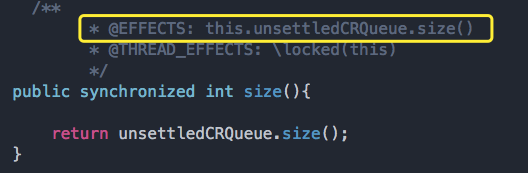 /**
* @EFFECTS: this.unsettledCRQueue.size()
* @THREAD_EFFECTS: \locked(this)
*/
public synchronized int size(){
return unsettledCRQueue.size();
}